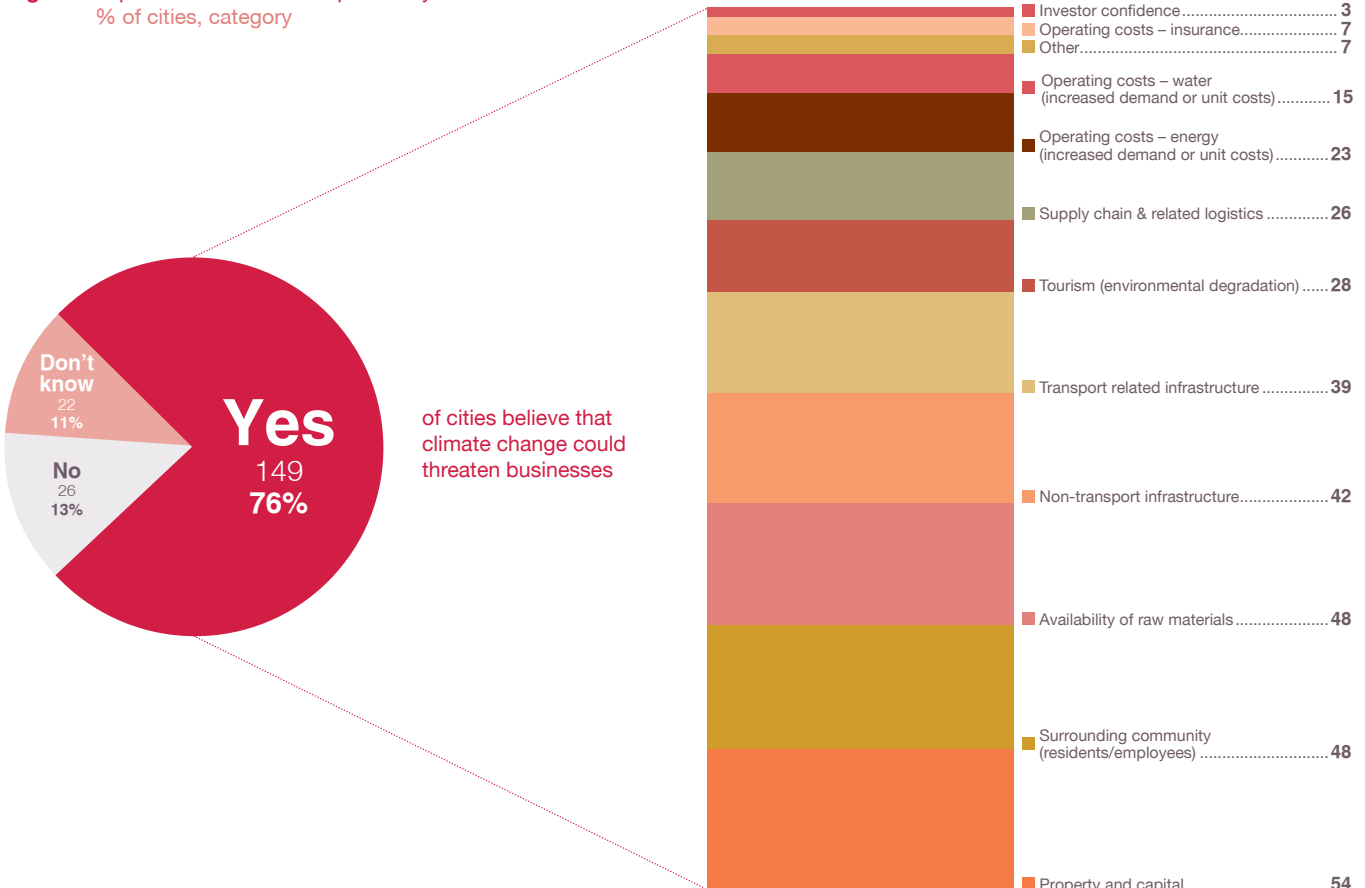 % of cities, category
Investor confidence ........................................ 3
Operating costs – insurance ........................ 7
Other .............................................................. 7
Operating costs – water
(increased demand or unit costs) ............ 15
Operating costs – energy
(increased demand or unit costs) ............ 23
Supply chain & related logistics .............. 26
Tourism (environmental degradation) ...... 28
Transport related infrastructure ................ 39
Non-transport infrastructure ...................... 42
Availability of raw materials ...................... 48
Surrounding community
(residents/employees) ............................ 48
Property and capital 54
Don't
know
22
11%
No
26
13%
Yes
149
76%
of cities believe that
climate change could
threaten businesses